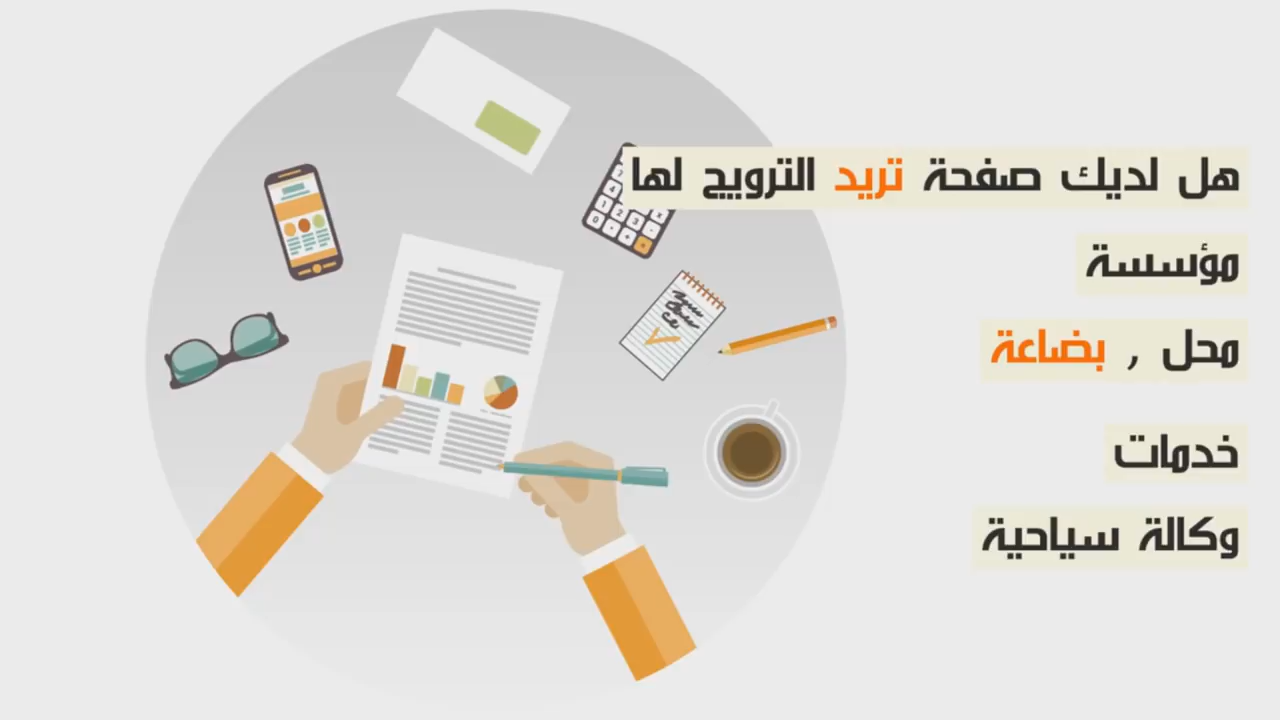 هل لديك صفحة تريد الترويج لها
مؤسسة
محل , بضاعة
خدمات
وكالة سياحية